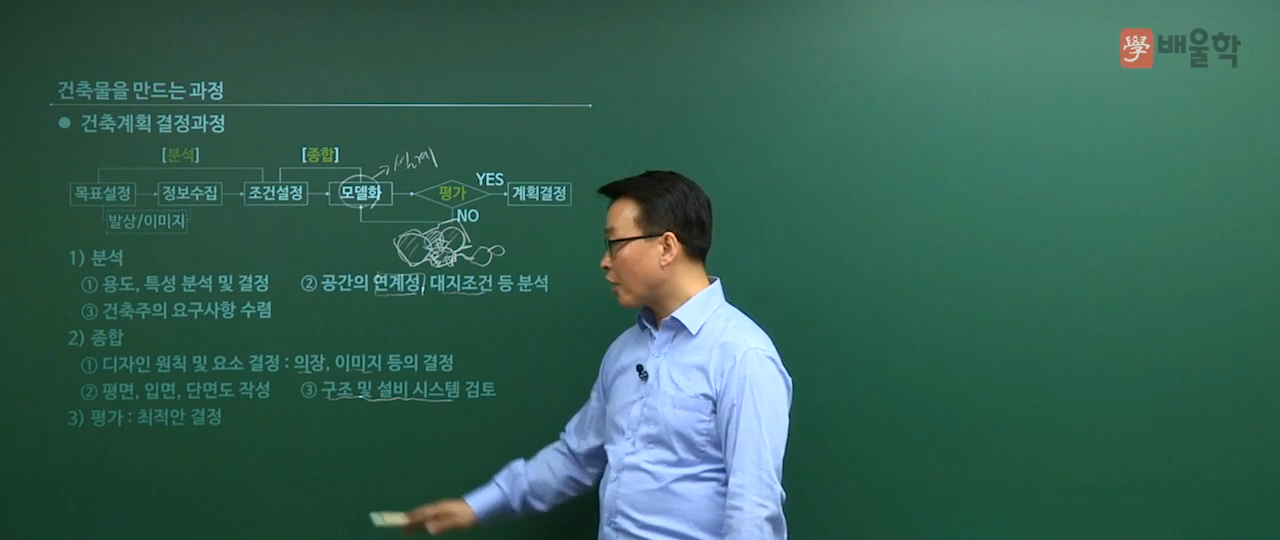 學 배울학
건축물을 만드는 과정
● 건축계획 결정과정
[분석] [종합] 설계
목표설정 정보수집 조건설정 모델화 평가 YES 계획결정
발상/이미지 NO
1) 분석
① 용도, 특성 분석 및 결정 ② 공간의 연계성, 대지조건 등 분석
③ 건축주의 요구사항 수렴
2) 종합
① 디자인 원칙 및 요소 결정 : 의장, 이미지 등의 결정
② 평면, 입면, 단면도 작성 ③ 구조 및 설비 시스템 검토
3) 평가 : 최적안 결정